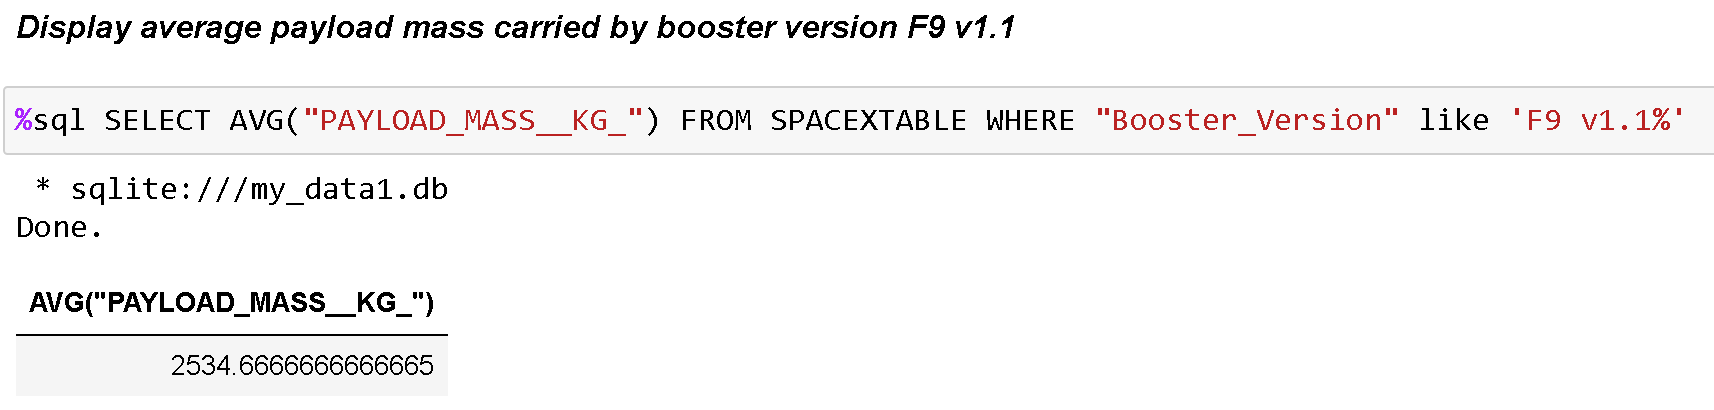 Display average payload mass carried by booster version F9 v1.1
%sql SELECT AVG("PAYLOAD_MASS__KG_") FROM SPACEXTABLE WHERE "Booster_Version" like 'F9 v1.1%'
* sqlite:///my_data1.db
Done.
AVG("PAYLOAD_MASS__KG_")
2534.6666666666665